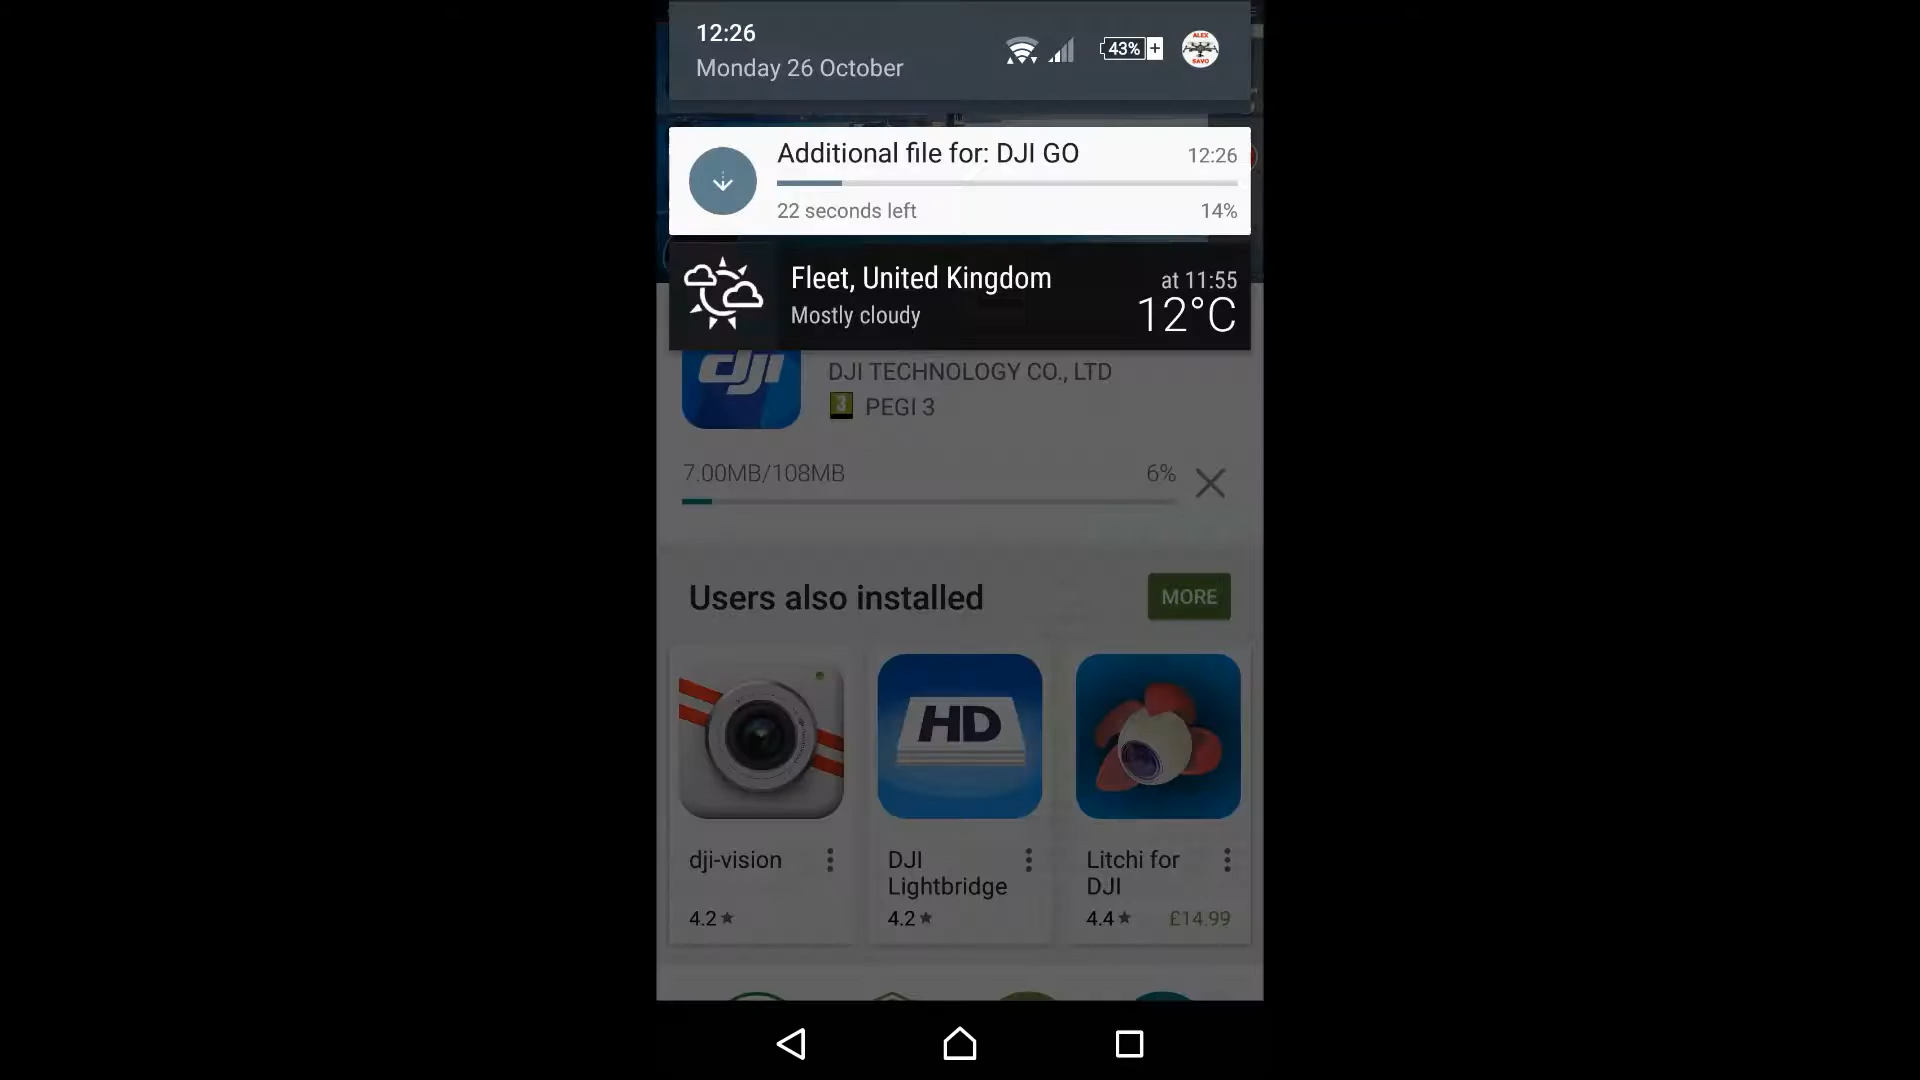 12:26
Monday 26 October
43%
ALEX
SAVO
Additional file for: DJI GO
12:26
22 seconds left
14%
Fleet, United Kingdom
at 11:55
Mostly cloudy
12°C
dji
DJI TECHNOLOGY CO., LTD
3
PEGI 3
7.00MB/108MB
6%
Users also installed
MORE
HD
dji-vision
DJI
Lightbridge
Litchi for
DJI
4.2
4.2
4.4
£14.99